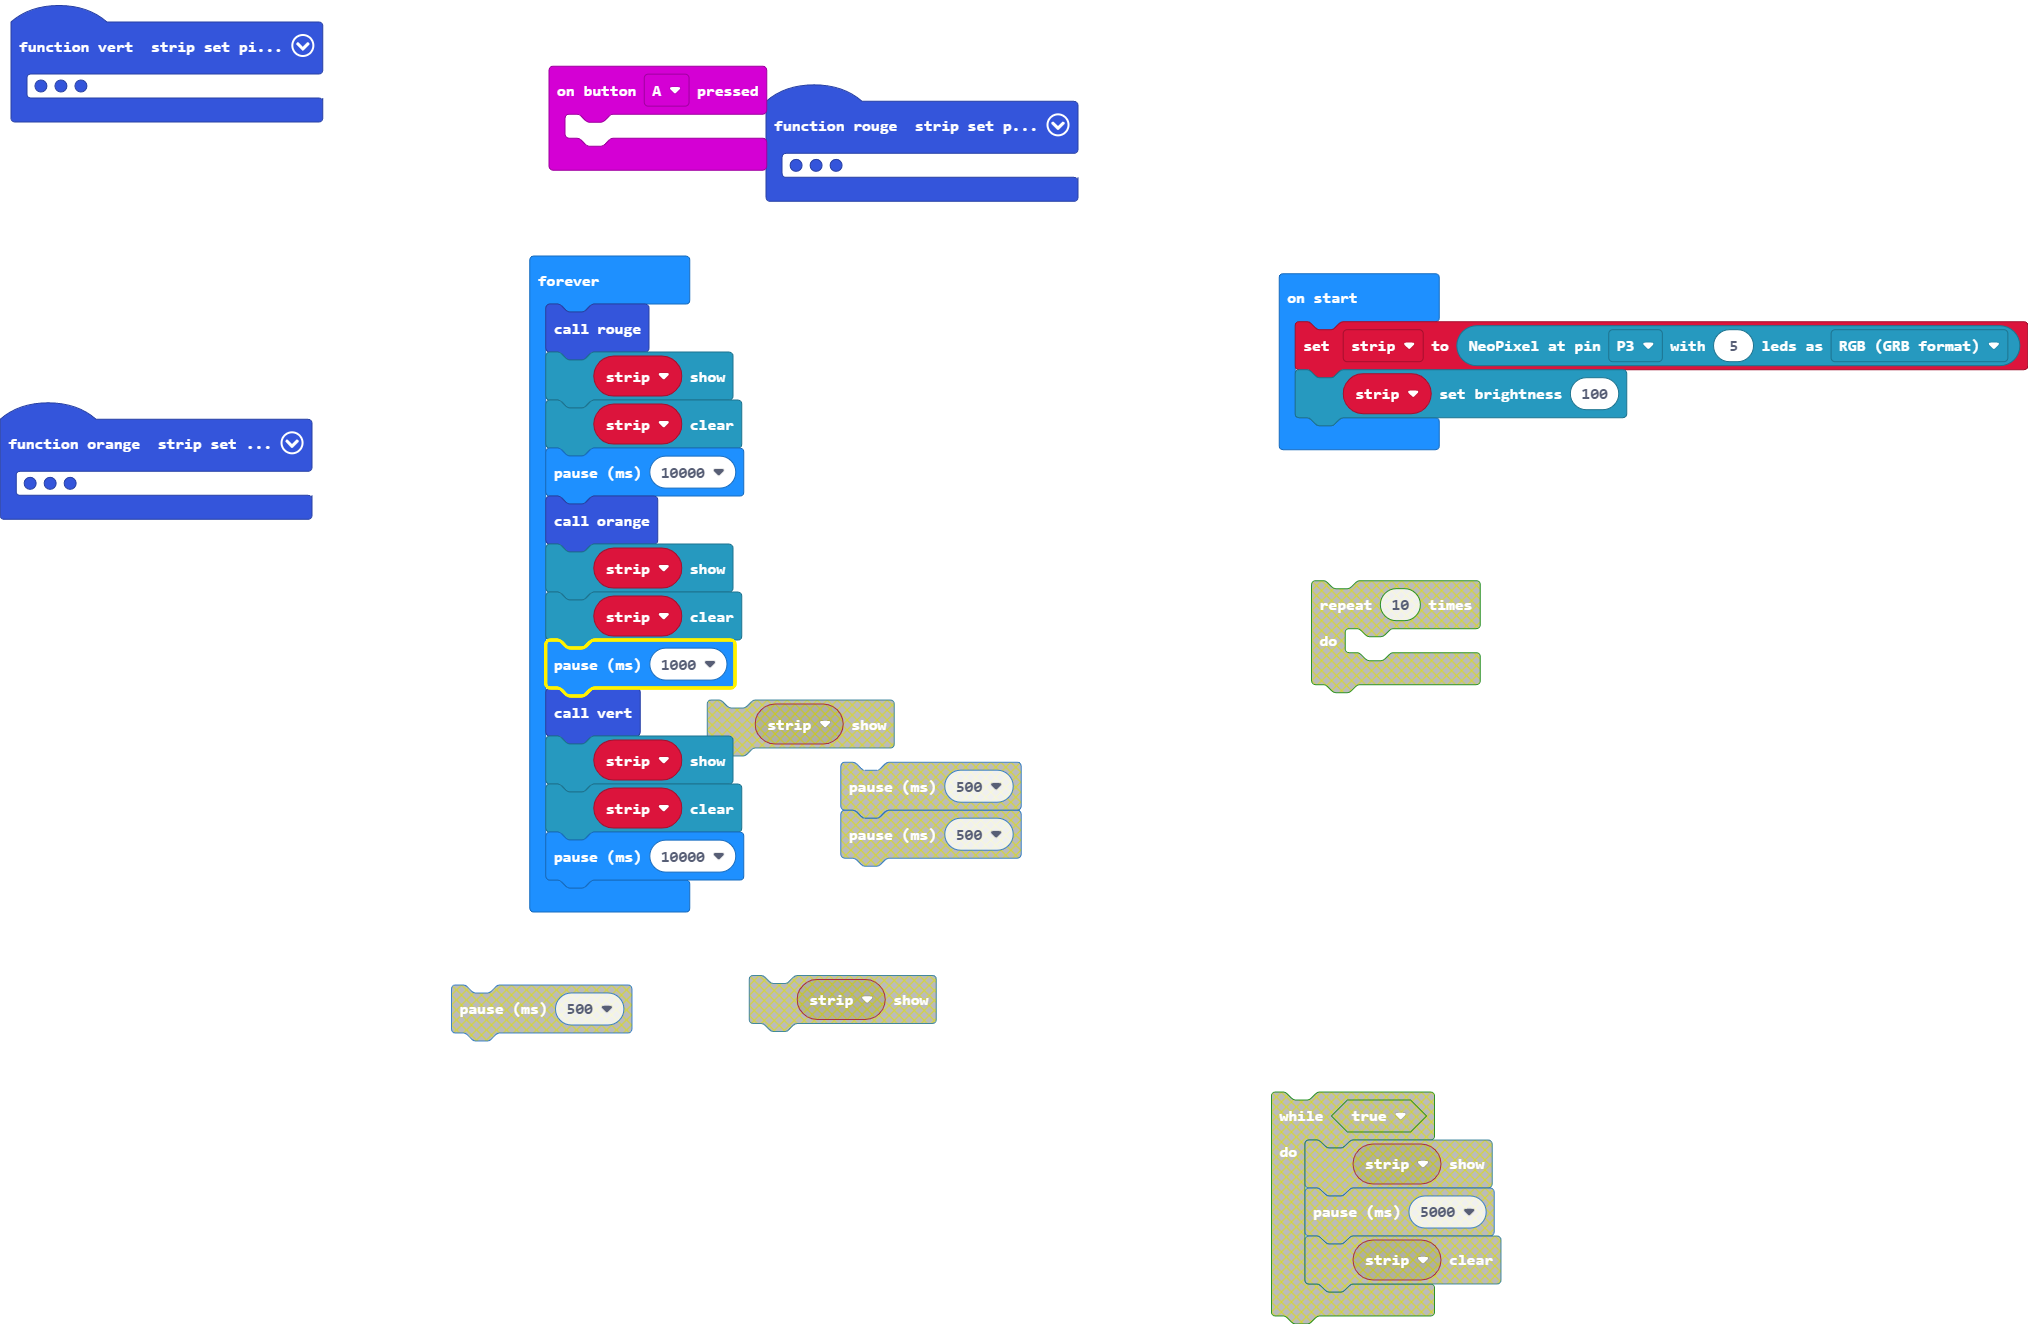 function vert strip set pi...
on button A pressed
function rouge strip set p...
forever
call rouge
strip show
strip clear
pause (ms) 10000
call orange
strip show
strip clear
pause (ms) 1000
call vert
strip show
strip clear
pause (ms) 10000
on start
set strip to NeoPixel at pin P3 with 5 leds as RGB (GRB format)
strip set brightness 100
function orange strip set ...
repeat 10 times
do
strip show
pause (ms) 500
pause (ms) 500
pause (ms) 500
strip show
while true
do
strip show
pause (ms) 5000
strip clear